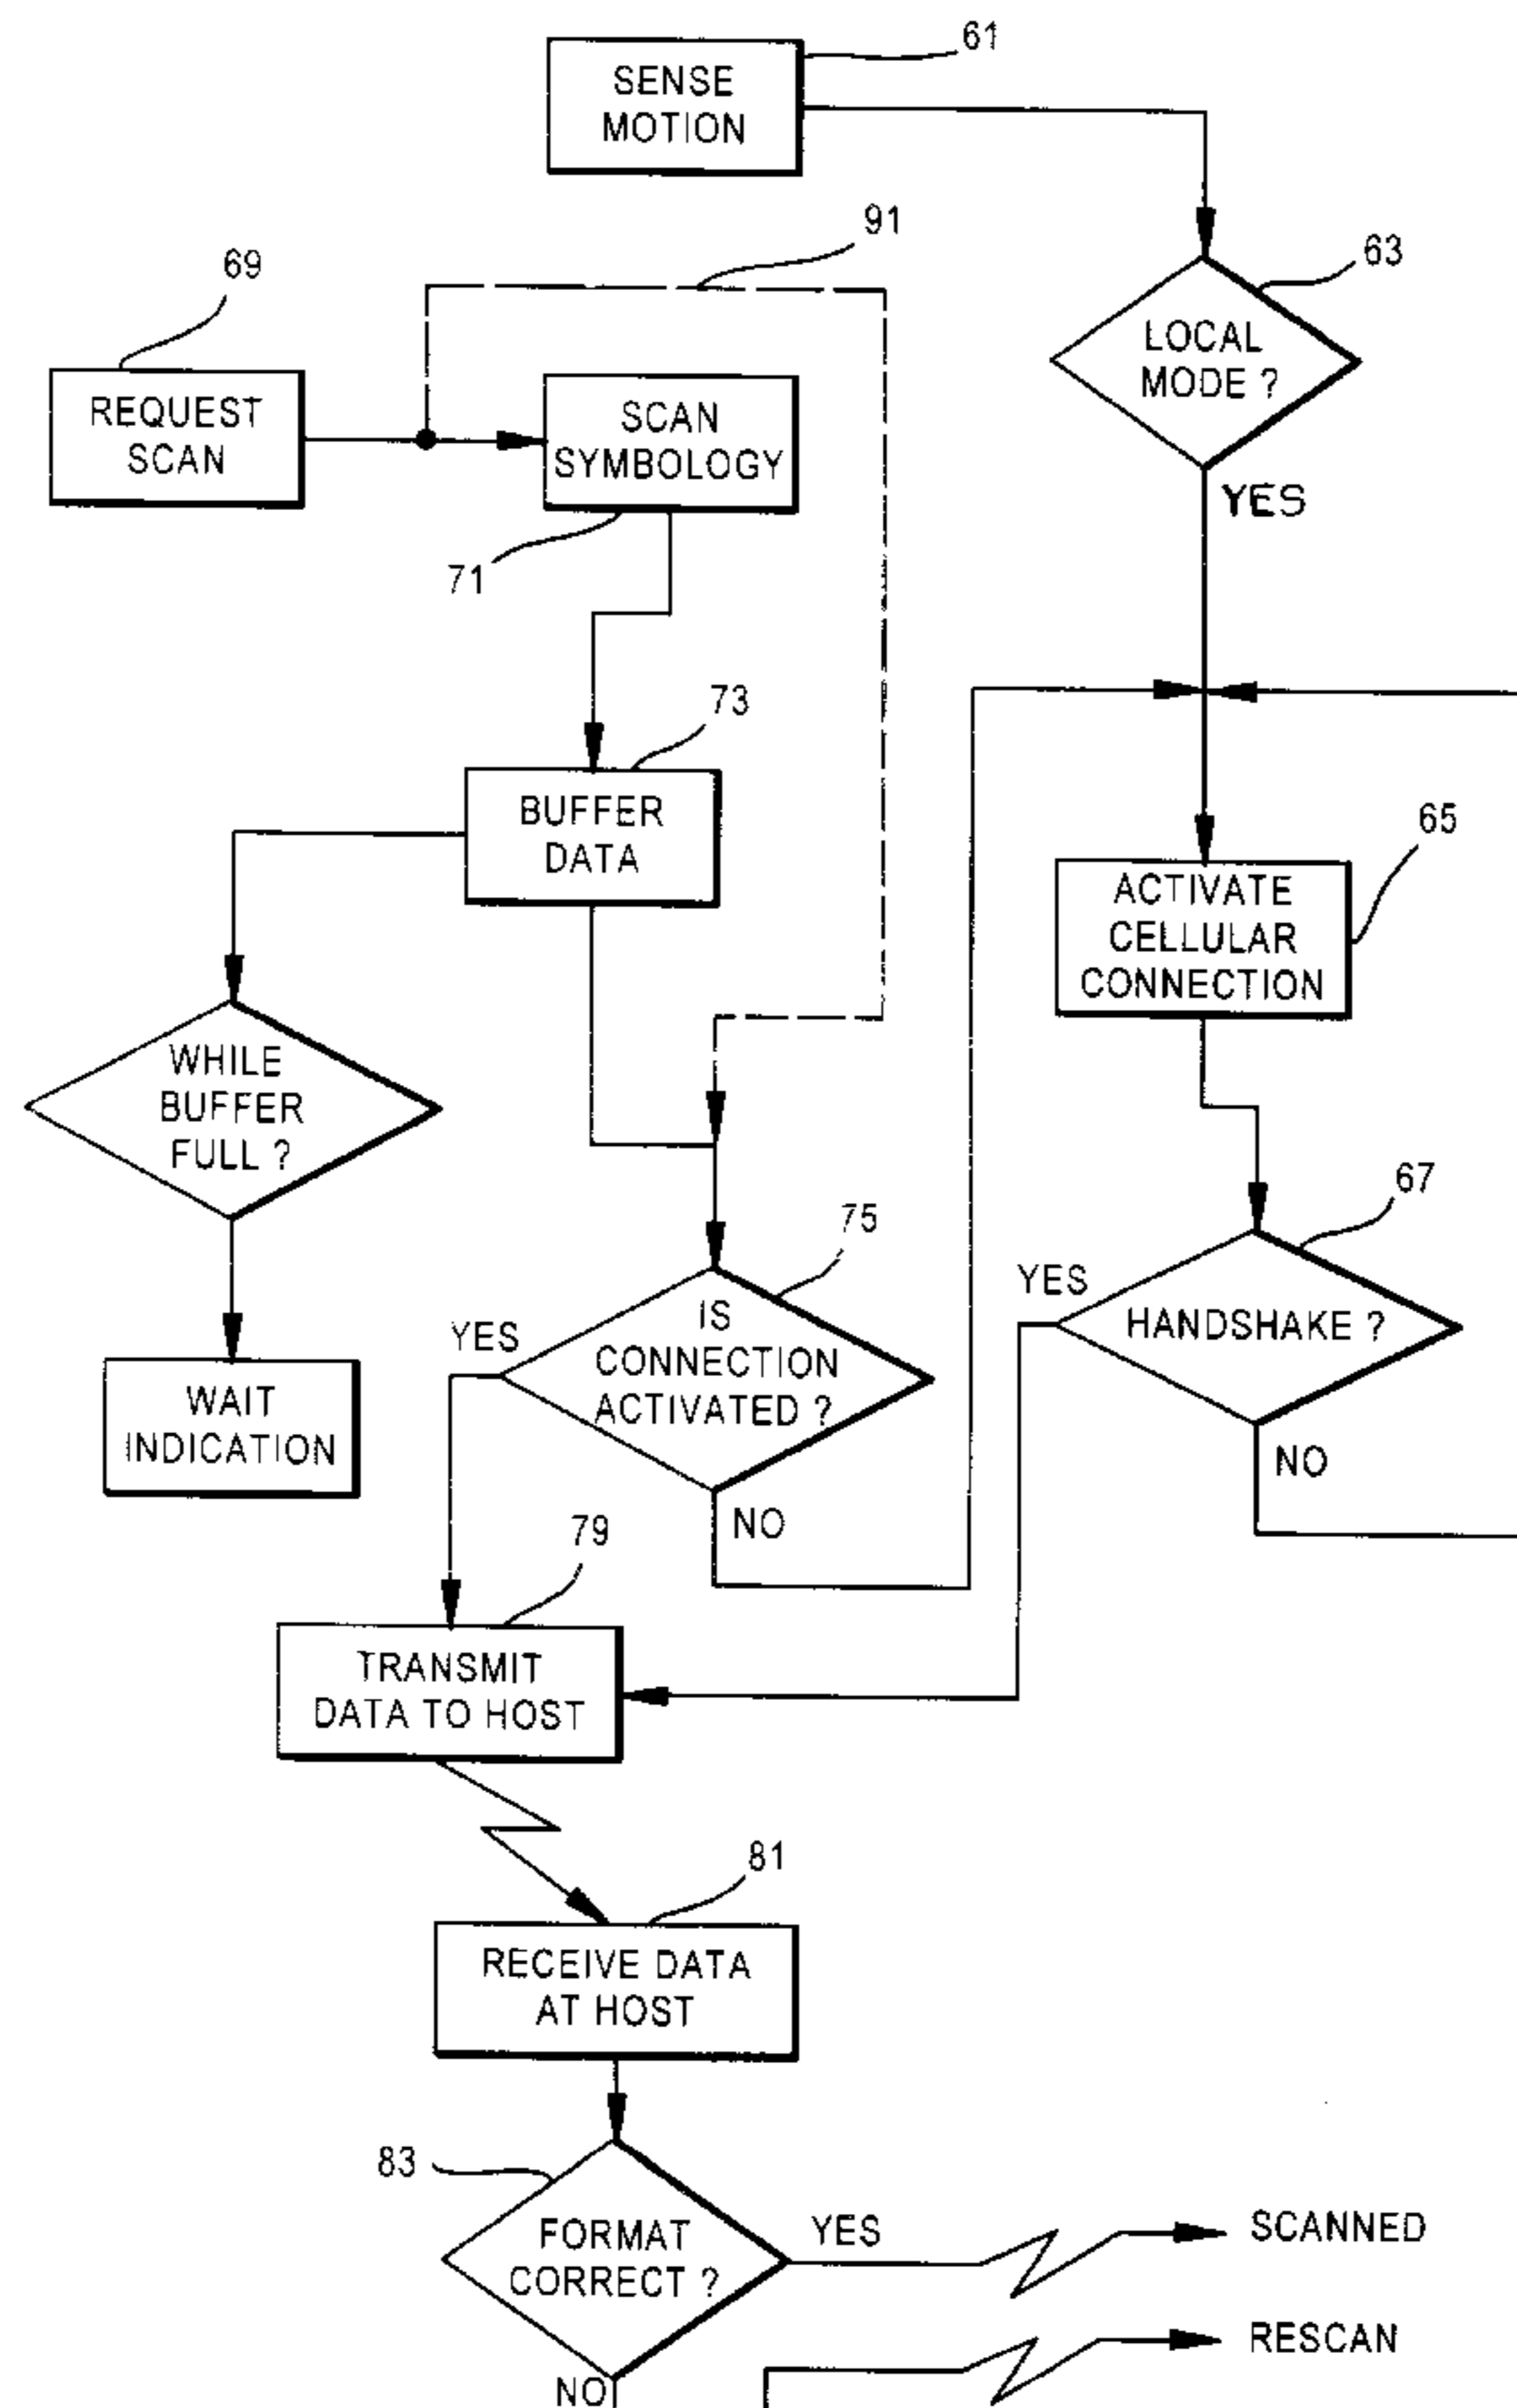 61
SENSE
MOTION
91
69
63
LOCAL
MODE ?
REQUEST
SCAN
SCAN
SYMBOLOGY
YES
71
73
BUFFER
DATA
65
ACTIVATE
CELLULAR
CONNECTION
WHILE
BUFFER
FULL ?
67
75
YES
HANDSHAKE ?
YES
IS
CONNECTION
ACTIVATED ?
WAIT
INDICATION
NO
NO
79
TRANSMIT
DATA TO HOST
81
RECEIVE DATA
AT HOST
83
FORMAT
CORRECT ?
YES
SCANNED
RESCAN
NO